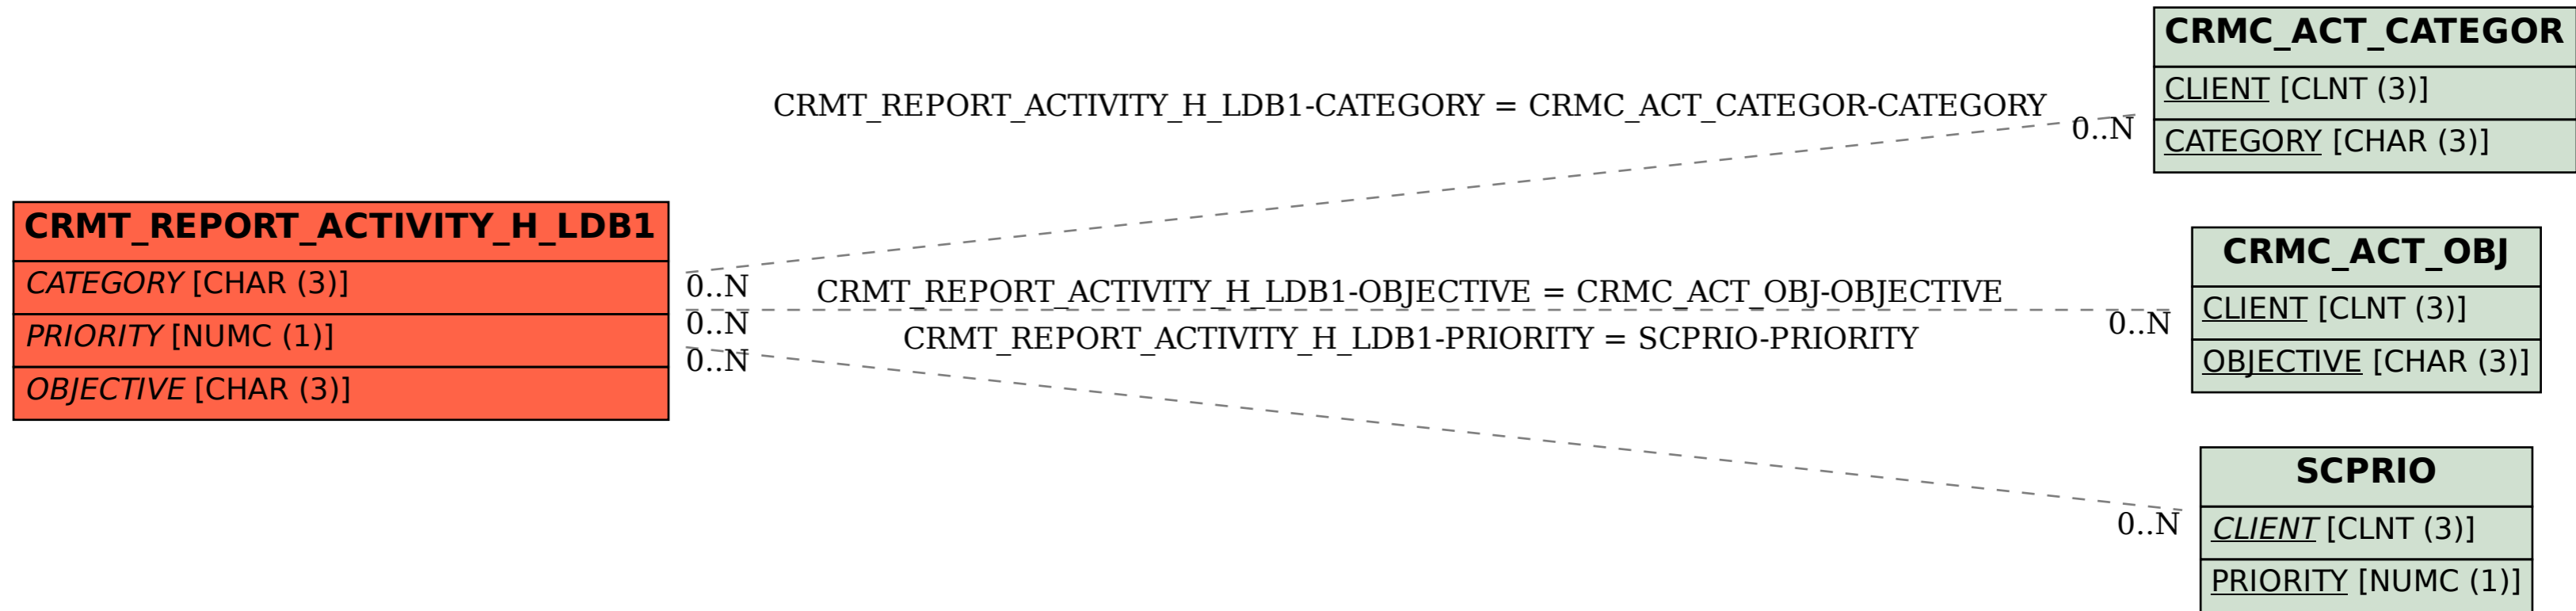 CRMC_ACT_CATEGOR
CLIENT [CLNT (3)]
CATEGORY [CHAR (3)]
CRMT_REPORT_ACTIVITY_H_LDB1-CATEGORY = CRMC_ACT_CATEGOR-CATEGORY
0..N
CRMT_REPORT_ACTIVITY_H_LDB1
CATEGORY [CHAR (3)]
PRIORITY [NUMC (1)]
OBJECTIVE [CHAR (3)]
0..N
0..N
0..N
CRMT_REPORT_ACTIVITY_H_LDB1-OBJECTIVE = CRMC_ACT_OBJ-OBJECTIVE
CRMT_REPORT_ACTIVITY_H_LDB1-PRIORITY = SCPRIO-PRIORITY
0..N
CRMC_ACT_OBJ
CLIENT [CLNT (3)]
OBJECTIVE [CHAR (3)]
0..N
SCPRIO
CLIENT [CLNT (3)]
PRIORITY [NUMC (1)]